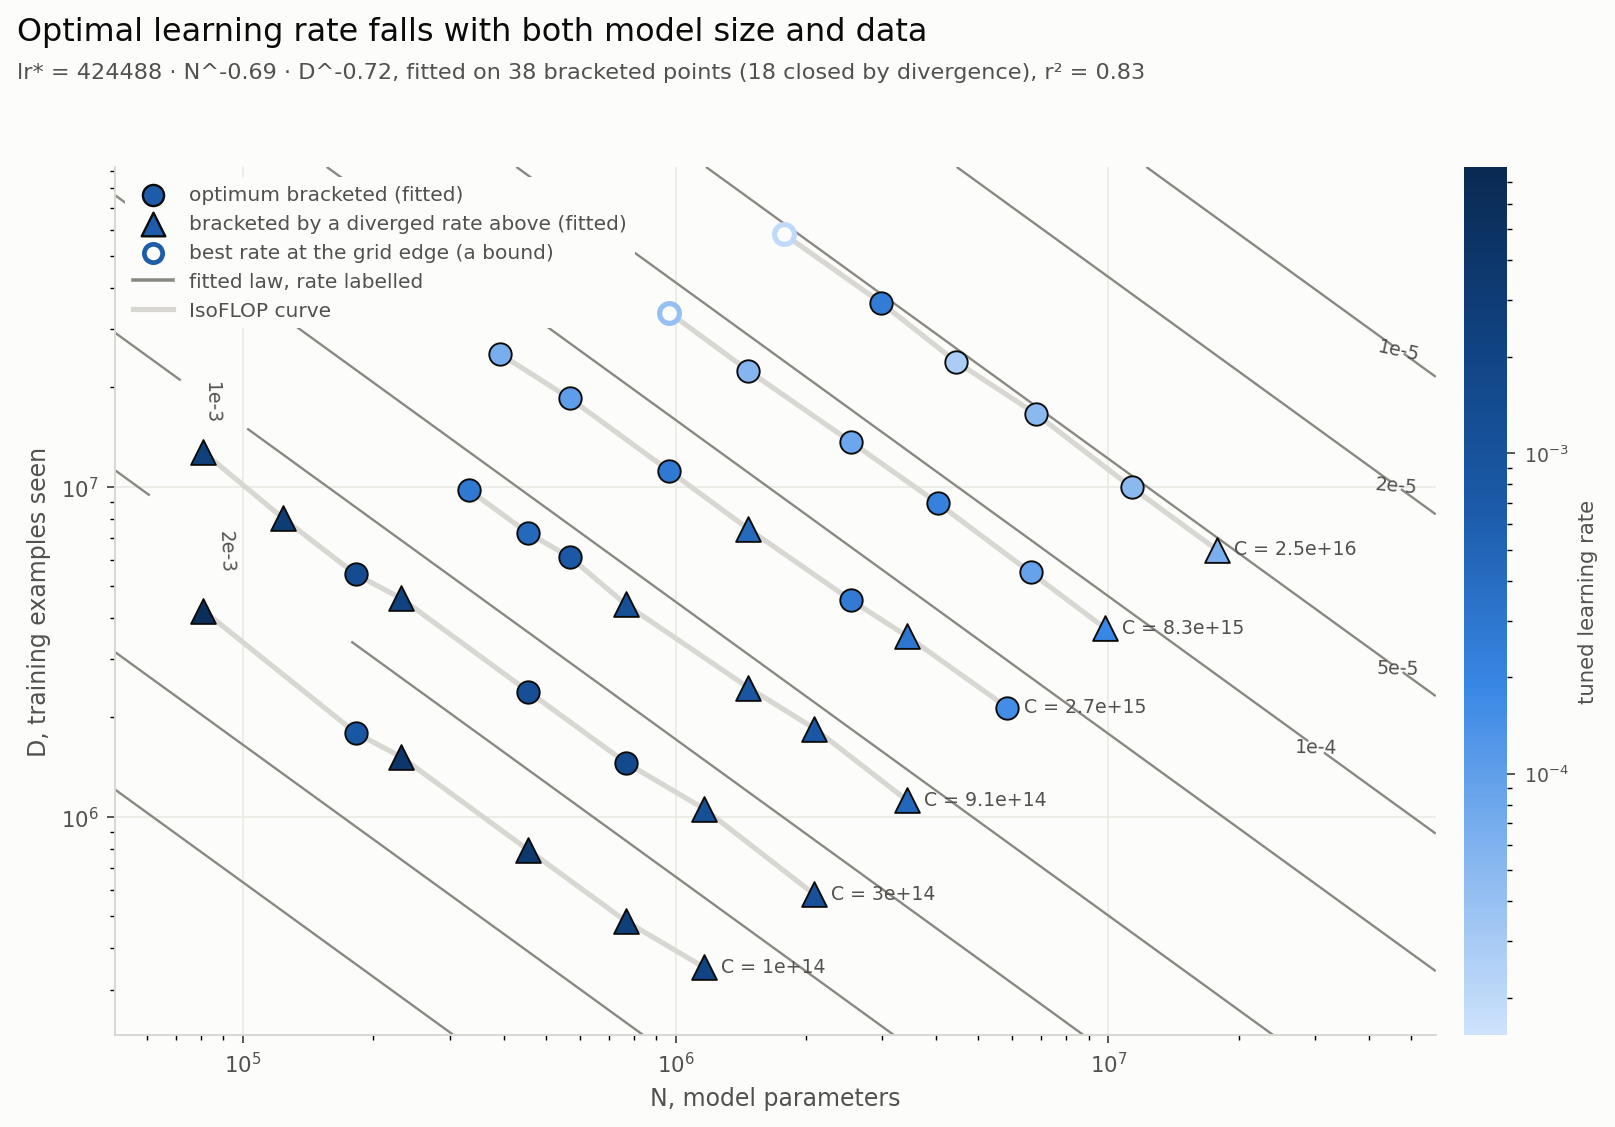 Optimal learning rate falls with both model size and data
lr* = 424488 · N^-0.69 · D^-0.72, fitted on 38 bracketed points (18 closed by divergence), r² = 0.83
optimum bracketed (fitted)
bracketed by a diverged rate above (fitted)
best rate at the grid edge (a bound)
fitted law, rate labelled
IsoFLOP curve
1e-3
2e-3
1e-5
2e-5
5e-5
1e-4
C = 2.5e+16
C = 8.3e+15
C = 2.7e+15
C = 9.1e+14
C = 3e+14
C = 1e+14
10⁷
10⁶
D, training examples seen
10⁵
10⁶
10⁷
N, model parameters
10⁻³
10⁻⁴
tuned learning rate